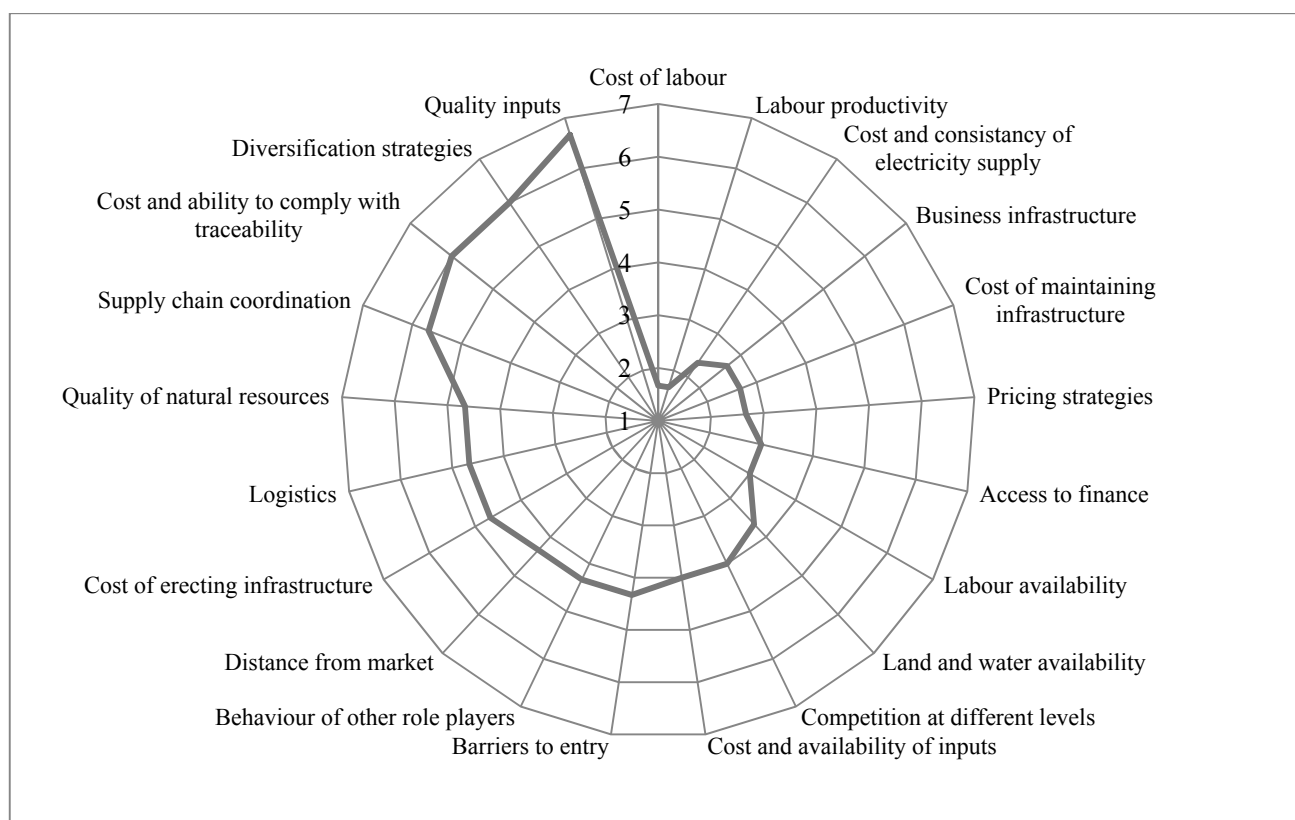 Cost of labour
Labour productivity
Cost and consistancy of
electricity supply
Business infrastructure
Cost of maintaining
infrastructure
Pricing strategies
Access to finance
Labour availability
Land and water availability
Competition at different levels
Cost and availability of inputs
Barriers to entry
Behaviour of other role players
Distance from market
Cost of erecting infrastructure
Logistics
Quality of natural resources
Supply chain coordination
Cost and ability to comply with
traceability
Diversification strategies
Quality inputs
7
6
5
4
3
2
1